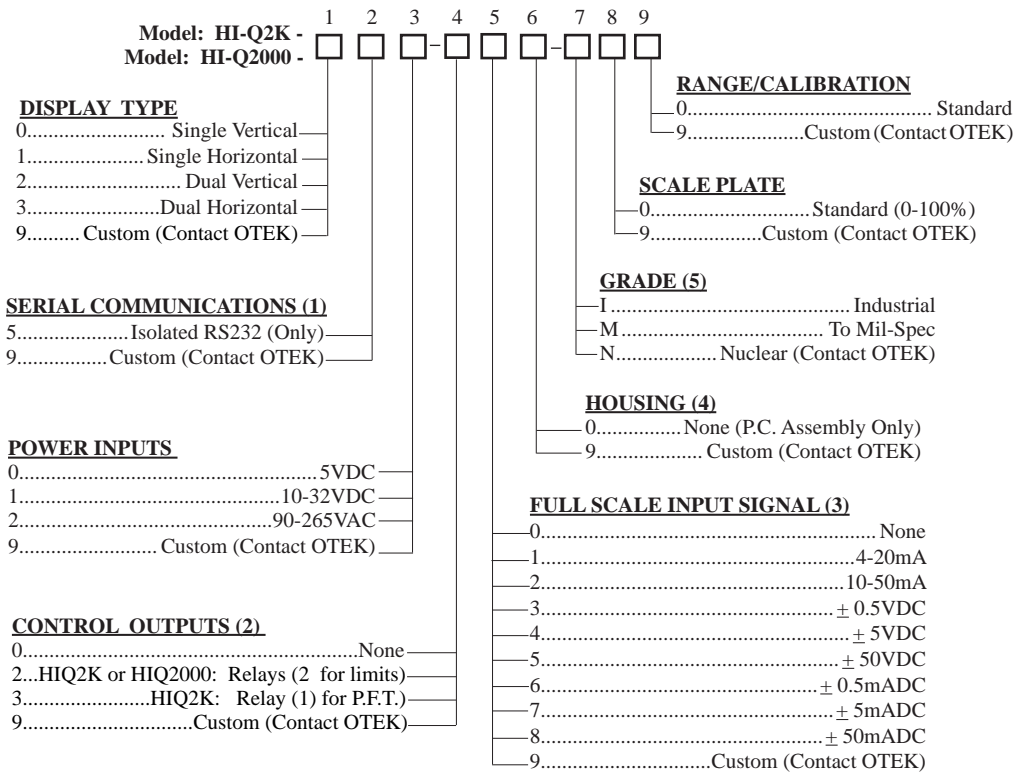 1 2 3 4 5 6 7 8 9
Model: HI-Q2K -
Model: HI-Q2000 -
- -
DISPLAY TYPE
0.......................... Single Vertical
1..................... Single Horizontal
2............................ Dual Vertical
3........................Dual Horizontal
9.......... Custom (Contact OTEK)
SERIAL COMMUNICATIONS (1)
5..................Isolated RS232 (Only)
9..................Custom (Contact OTEK)
POWER INPUTS
0................................................5VDC
1..........................................10-32VDC
2.........................................90-265VAC
9....................... Custom (Contact OTEK)
CONTROL OUTPUTS (2)
0.......................................................None
2...HIQ2K or HIQ2000: Relays (2 for limits)
3.....................HIQ2K: Relay (1) for P.F.T.)
9............................Custom (Contact OTEK)
RANGE/CALIBRATION
0......................................... Standard
9....................Custom (Contact OTEK)
SCALE PLATE
0...........................Standard (0-100%)
9...................Custom (Contact OTEK)
GRADE (5)
I ........................................ Industrial
M................................... To Mil-Spec
N..................... Nuclear (Contact OTEK)
HOUSING (4)
0................None (P.C. Assembly Only)
9.................... Custom (Contact OTEK)
FULL SCALE INPUT SIGNAL (3)
0......................................................... None
1......................................................4-20mA
2.....................................................10-50mA
3.................................................. ± 0.5VDC
4..................................................... ± 5VDC
5................................................... ± 50VDC
6................................................ ± 0.5mADC
7................................................... ± 5mADC
8................................................. ± 50mADC
9.............................Custom (Contact OTEK)